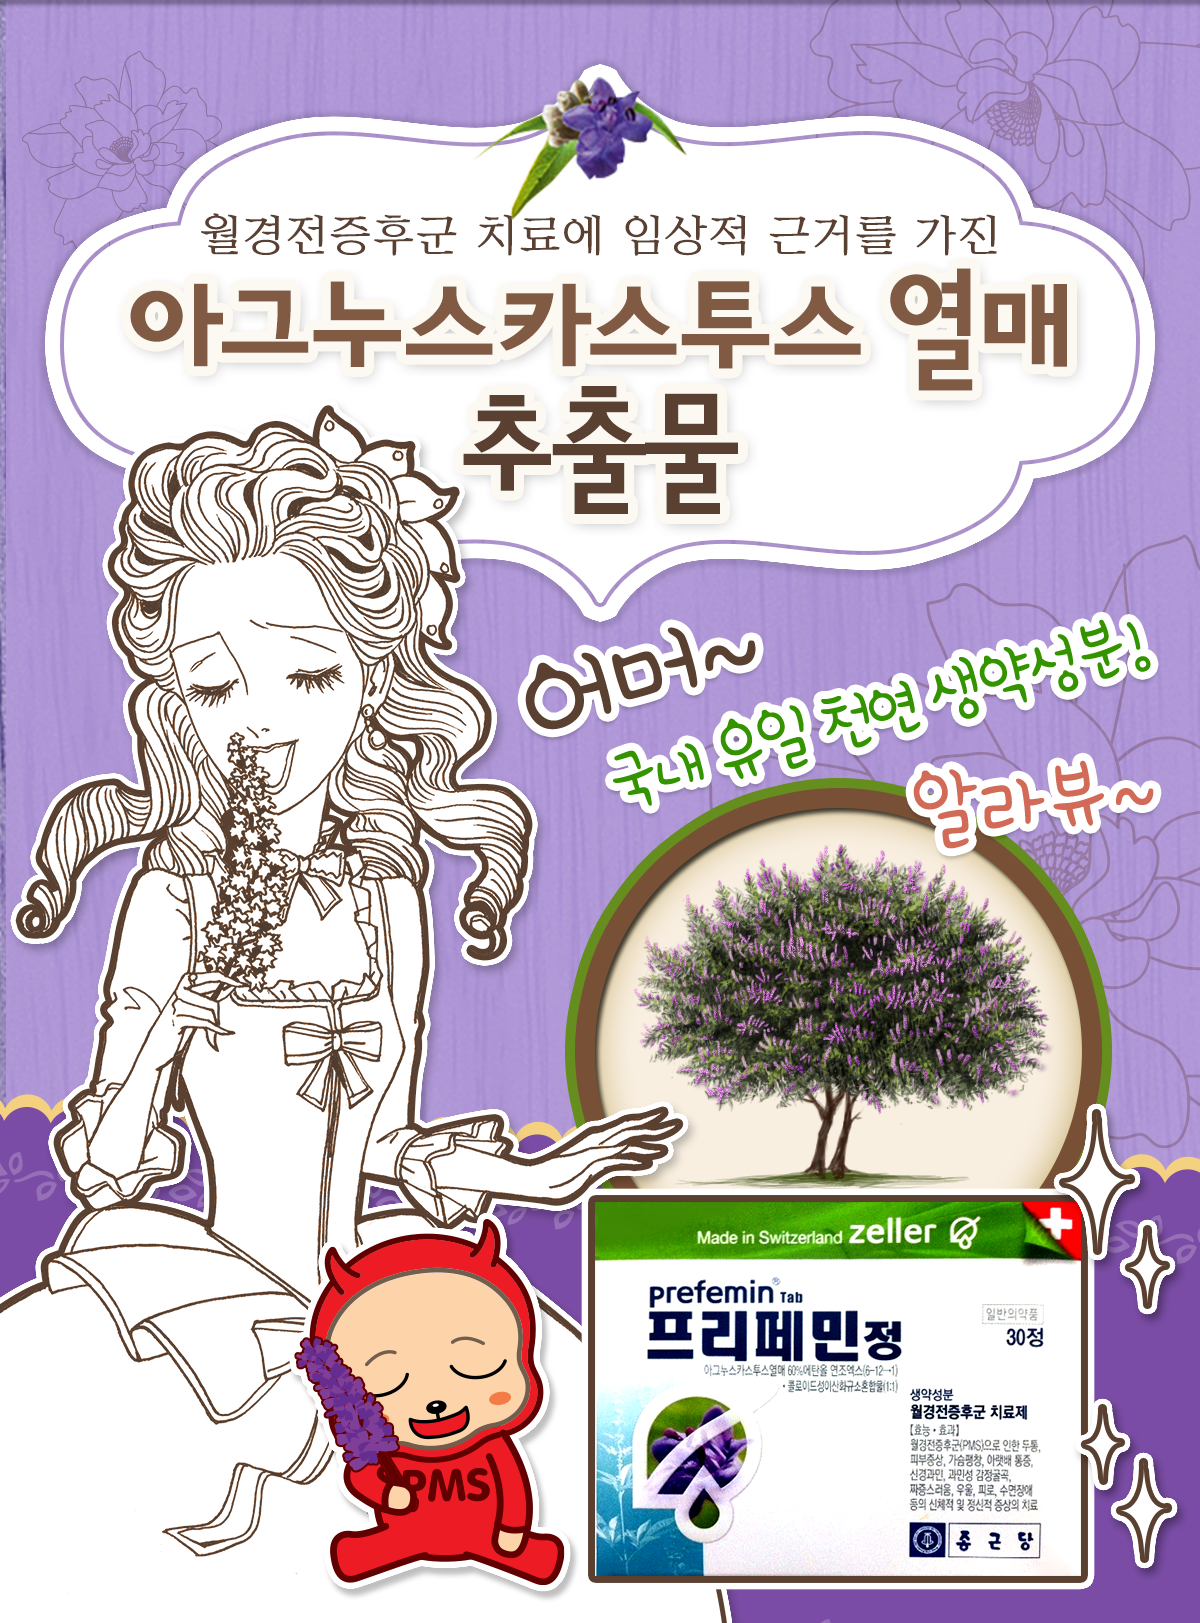 월경전증후군 치료에 임상적 근거를 가진
아그누스카스투스 열매
추출물
어머~
국내 유일 천연 생약성분!
알라뷰~
Made in Switzerland zeller
prefemin® Tab
프리페민정
일반의약품
30정
아그누스카스투스열매 60%에탄올 연조엑스(6-12→1)
• 콜로이드성이산화규소혼합물(1:1)
생약성분
월경전증후군 치료제
[효능 • 효과]
월경전증후군(PMS)으로 인한 두통,
피부증상, 가슴팽창, 아랫배 통증,
신경과민, 과민성 감정굴곡,
짜증스러움, 우울, 피로, 수면장애
등의 신체적 및 정신적 증상의 치료
종근당
PMS